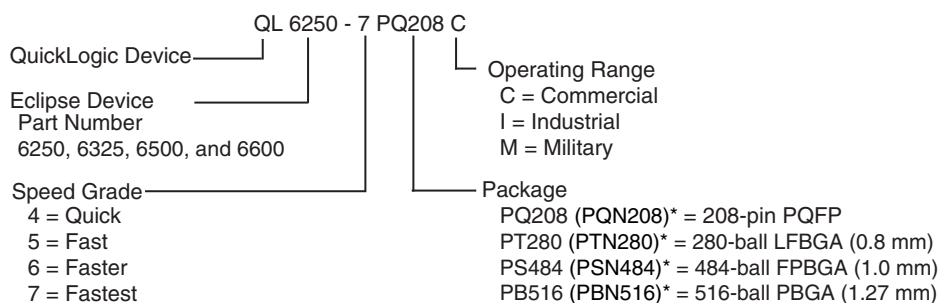 QL 6250 - 7 PQ208 C
QuickLogic Device
Operating Range
C = Commercial
I = Industrial
M = Military
Eclipse Device
Part Number
6250, 6325, 6500, and 6600
Speed Grade
4 = Quick
5 = Fast
6 = Faster
7 = Fastest
Package
PQ208 (PQN208)* = 208-pin PQFP
PT280 (PTN280)* = 280-ball LFBGA (0.8 mm)
PS484 (PSN484)* = 484-ball FPBGA (1.0 mm)
PB516 (PBN516)* = 516-ball PBGA (1.27 mm)